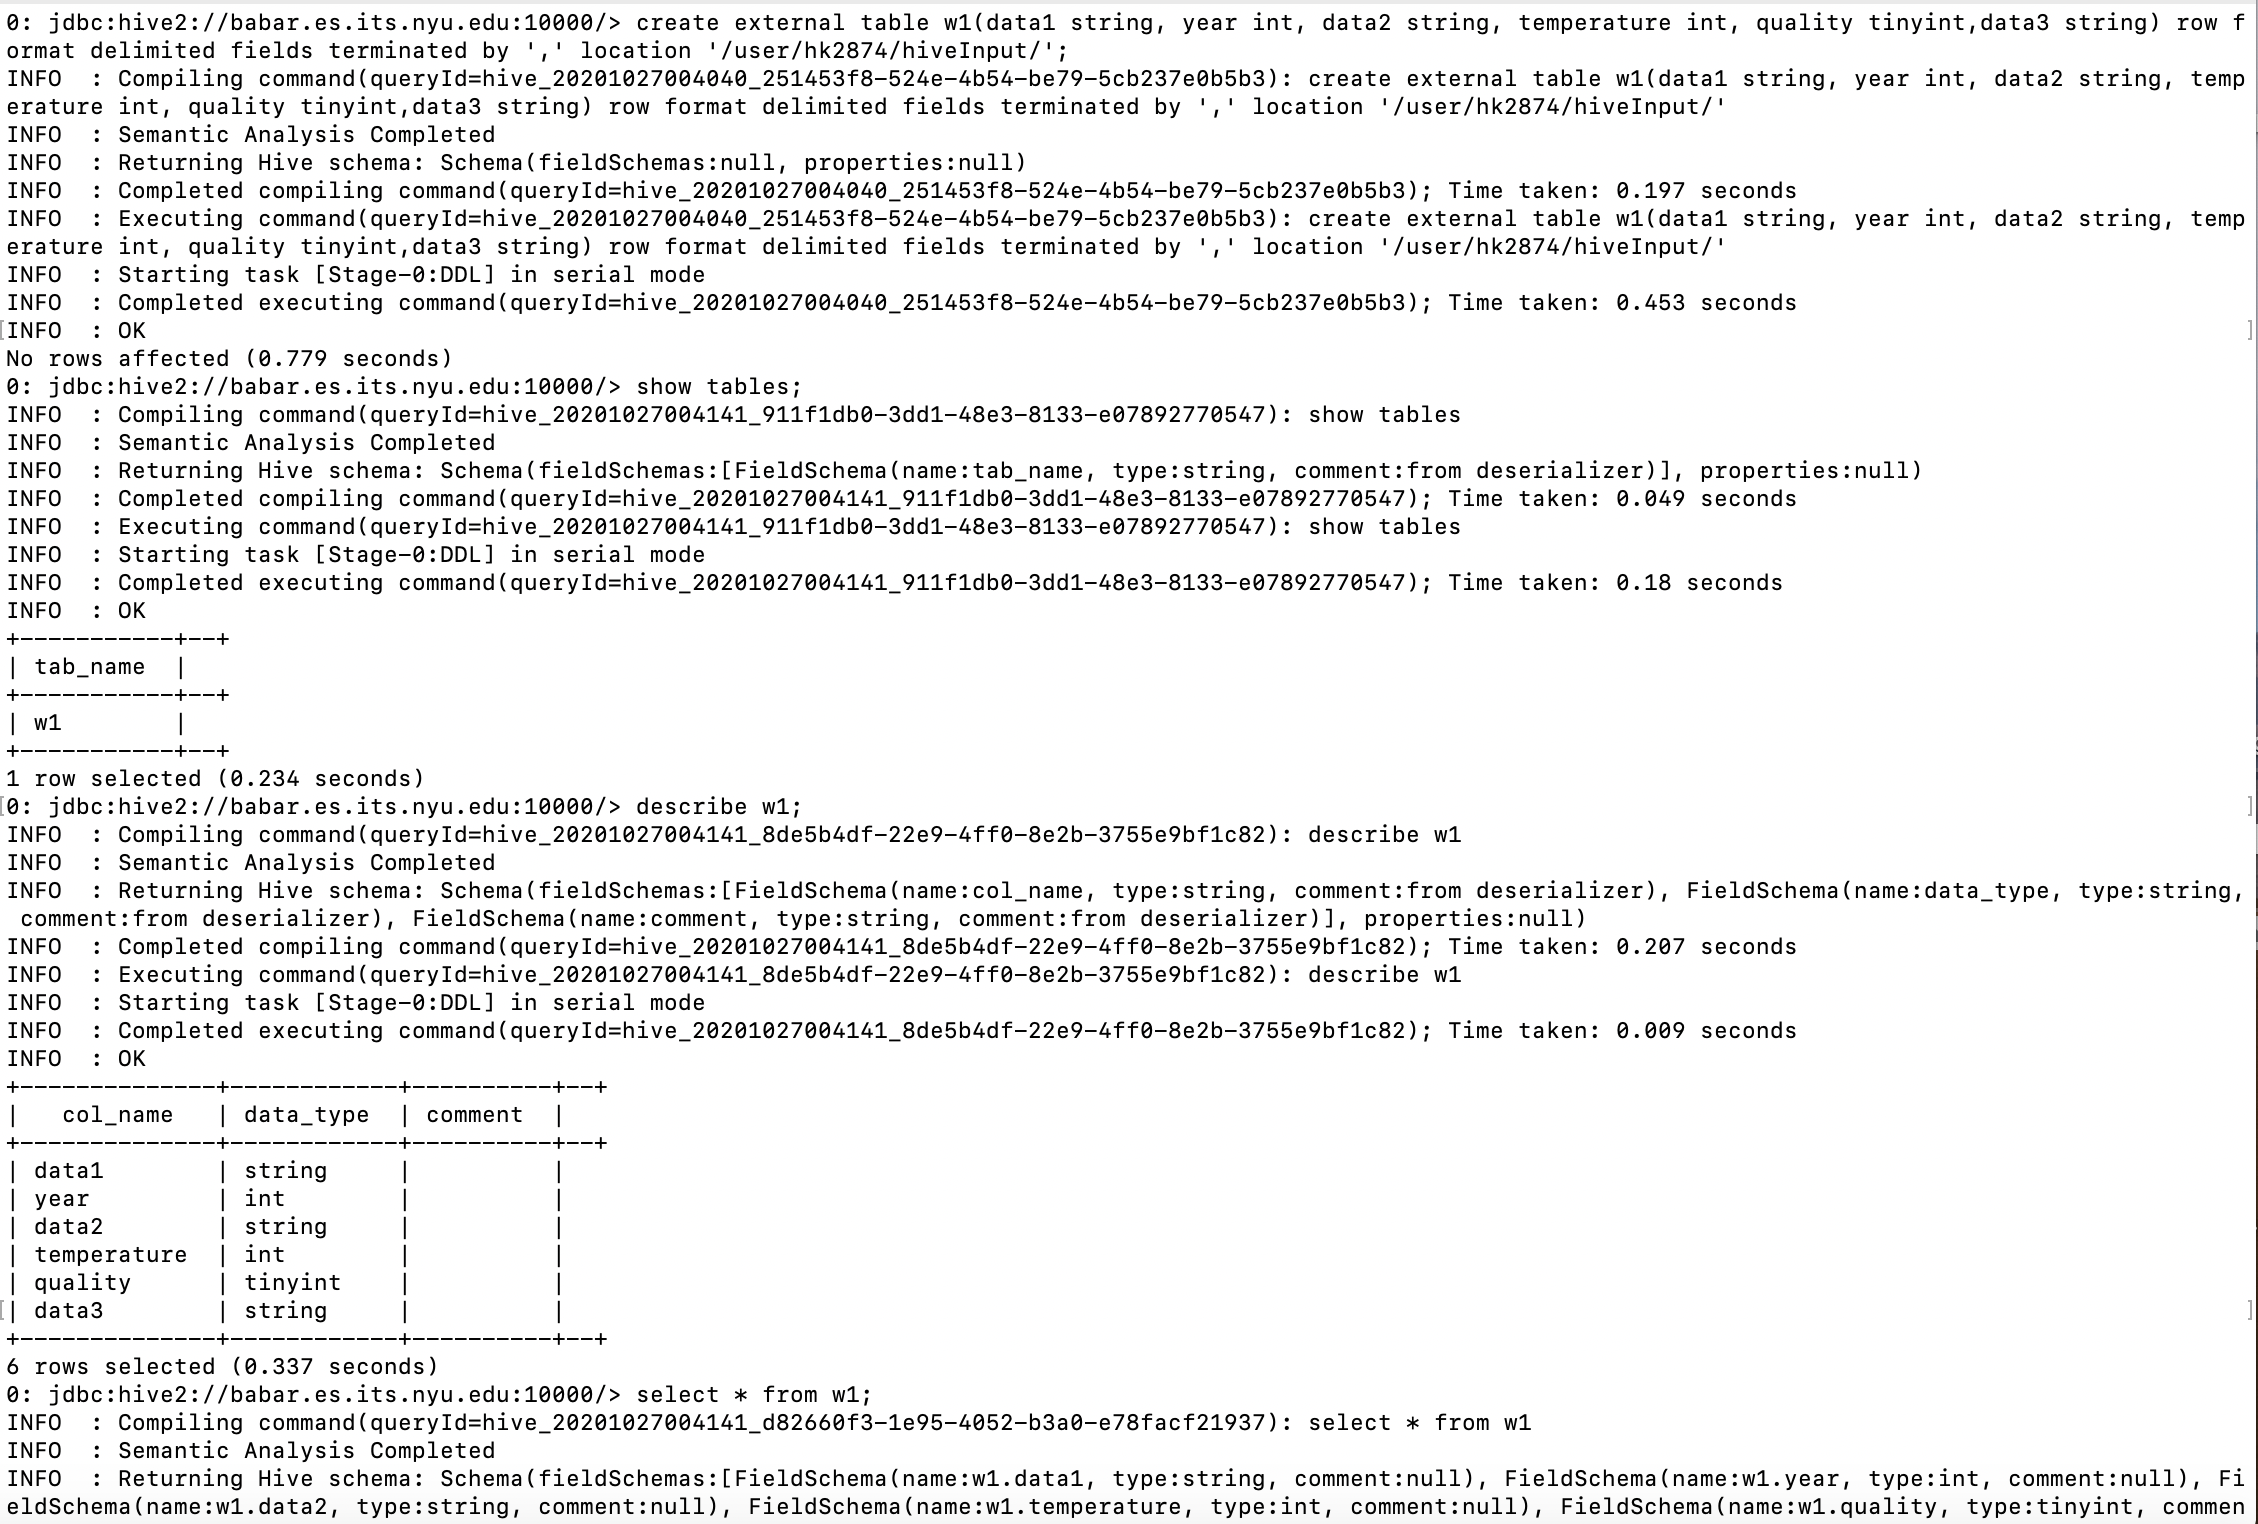 0: jdbc:hive2://babar.es.its.nyu.edu:10000/> create external table w1(data1 string, year int, data2 string, temperature int, quality tinyint,data3 string) row f
ormat delimited fields terminated by ',' location '/user/hk2874/hiveInput/';
INFO  : Compiling command(queryId=hive_20201027004040_251453f8-524e-4b54-be79-5cb237e0b5b3): create external table w1(data1 string, year int, data2 string, temp
erature int, quality tinyint,data3 string) row format delimited fields terminated by ',' location '/user/hk2874/hiveInput/'
INFO  : Semantic Analysis Completed
INFO  : Returning Hive schema: Schema(fieldSchemas:null, properties:null)
INFO  : Completed compiling command(queryId=hive_20201027004040_251453f8-524e-4b54-be79-5cb237e0b5b3); Time taken: 0.197 seconds
INFO  : Executing command(queryId=hive_20201027004040_251453f8-524e-4b54-be79-5cb237e0b5b3): create external table w1(data1 string, year int, data2 string, temp
erature int, quality tinyint,data3 string) row format delimited fields terminated by ',' location '/user/hk2874/hiveInput/'
INFO  : Starting task [Stage-0:DDL] in serial mode
INFO  : Completed executing command(queryId=hive_20201027004040_251453f8-524e-4b54-be79-5cb237e0b5b3); Time taken: 0.453 seconds
[INFO  : OK ]
No rows affected (0.779 seconds)
0: jdbc:hive2://babar.es.its.nyu.edu:10000/> show tables;
INFO  : Compiling command(queryId=hive_20201027004141_911f1db0-3dd1-48e3-8133-e07892770547): show tables
INFO  : Semantic Analysis Completed
INFO  : Returning Hive schema: Schema(fieldSchemas:[FieldSchema(name:tab_name, type:string, comment:from deserializer)], properties:null)
INFO  : Completed compiling command(queryId=hive_20201027004141_911f1db0-3dd1-48e3-8133-e07892770547); Time taken: 0.049 seconds
INFO  : Executing command(queryId=hive_20201027004141_911f1db0-3dd1-48e3-8133-e07892770547): show tables
INFO  : Starting task [Stage-0:DDL] in serial mode
INFO  : Completed executing command(queryId=hive_20201027004141_911f1db0-3dd1-48e3-8133-e07892770547); Time taken: 0.18 seconds
INFO  : OK
+-----------+--+
| tab_name  |
+-----------+--+
| w1        |
+-----------+--+
1 row selected (0.234 seconds)
[0: jdbc:hive2://babar.es.its.nyu.edu:10000/> describe w1; ]
INFO  : Compiling command(queryId=hive_20201027004141_8de5b4df-22e9-4ff0-8e2b-3755e9bf1c82): describe w1
INFO  : Semantic Analysis Completed
INFO  : Returning Hive schema: Schema(fieldSchemas:[FieldSchema(name:col_name, type:string, comment:from deserializer), FieldSchema(name:data_type, type:string,
 comment:from deserializer), FieldSchema(name:comment, type:string, comment:from deserializer)], properties:null)
INFO  : Completed compiling command(queryId=hive_20201027004141_8de5b4df-22e9-4ff0-8e2b-3755e9bf1c82); Time taken: 0.207 seconds
INFO  : Executing command(queryId=hive_20201027004141_8de5b4df-22e9-4ff0-8e2b-3755e9bf1c82): describe w1
INFO  : Starting task [Stage-0:DDL] in serial mode
INFO  : Completed executing command(queryId=hive_20201027004141_8de5b4df-22e9-4ff0-8e2b-3755e9bf1c82); Time taken: 0.009 seconds
INFO  : OK
+--------------+------------+----------+--+
|   col_name   | data_type  | comment  |
+--------------+------------+----------+--+
| data1        | string     |          |
| year         | int        |          |
| data2        | string     |          |
| temperature  | int        |          |
| quality      | tinyint    |          |
[| data3        | string     |          | ]
+--------------+------------+----------+--+
6 rows selected (0.337 seconds)
0: jdbc:hive2://babar.es.its.nyu.edu:10000/> select * from w1;
INFO  : Compiling command(queryId=hive_20201027004141_d82660f3-1e95-4052-b3a0-e78facf21937): select * from w1
INFO  : Semantic Analysis Completed
INFO  : Returning Hive schema: Schema(fieldSchemas:[FieldSchema(name:w1.data1, type:string, comment:null), FieldSchema(name:w1.year, type:int, comment:null), Fi
eldSchema(name:w1.data2, type:string, comment:null), FieldSchema(name:w1.temperature, type:int, comment:null), FieldSchema(name:w1.quality, type:tinyint, commen